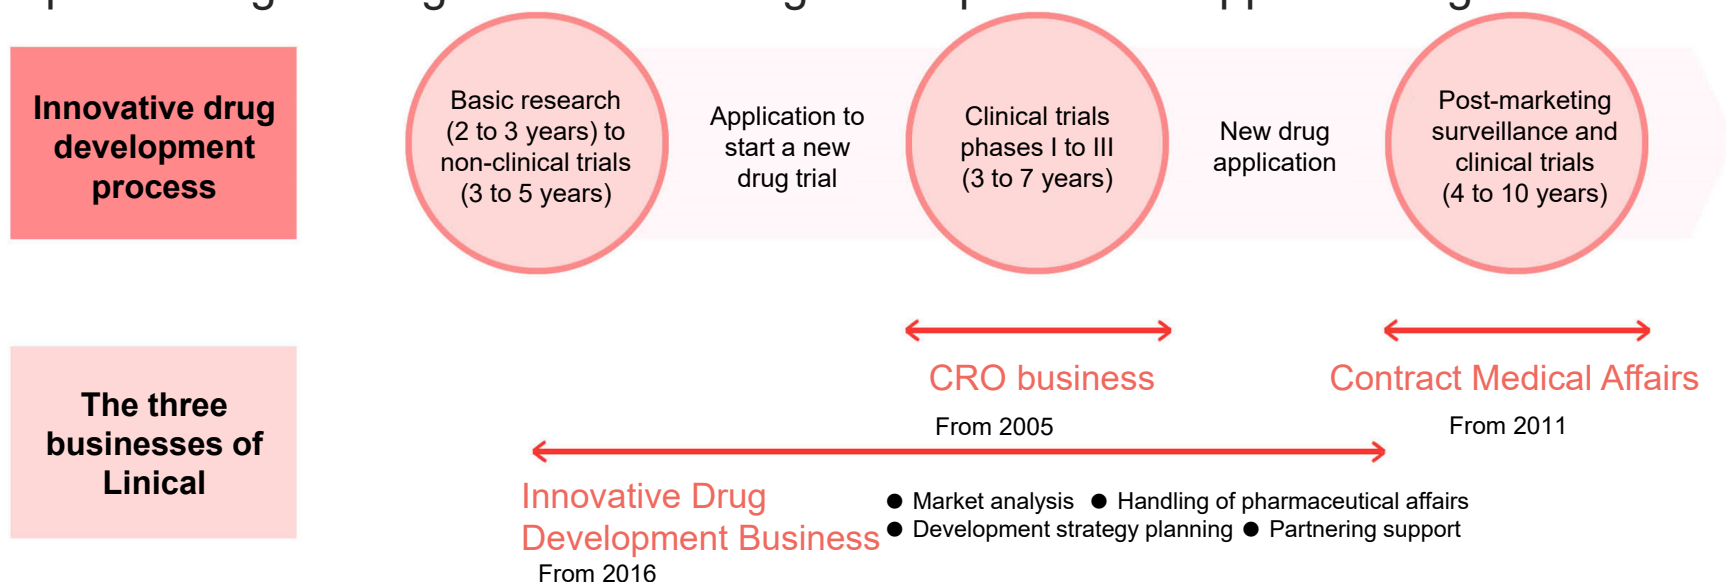 Innovative drug
development
process
Basic research
(2 to 3 years) to
non-clinical trials
(3 to 5 years)
Application to
start a new
drug trial
Clinical trials
phases I to III
(3 to 7 years)
New drug
application
Post-marketing
surveillance and
clinical trials
(4 to 10 years)
The three
businesses of
Linical
CRO business
From 2005
Contract Medical Affairs
From 2011
Innovative Drug
Development Business
From 2016
● Market analysis ● Handling of pharmaceutical affairs
● Development strategy planning ● Partnering support